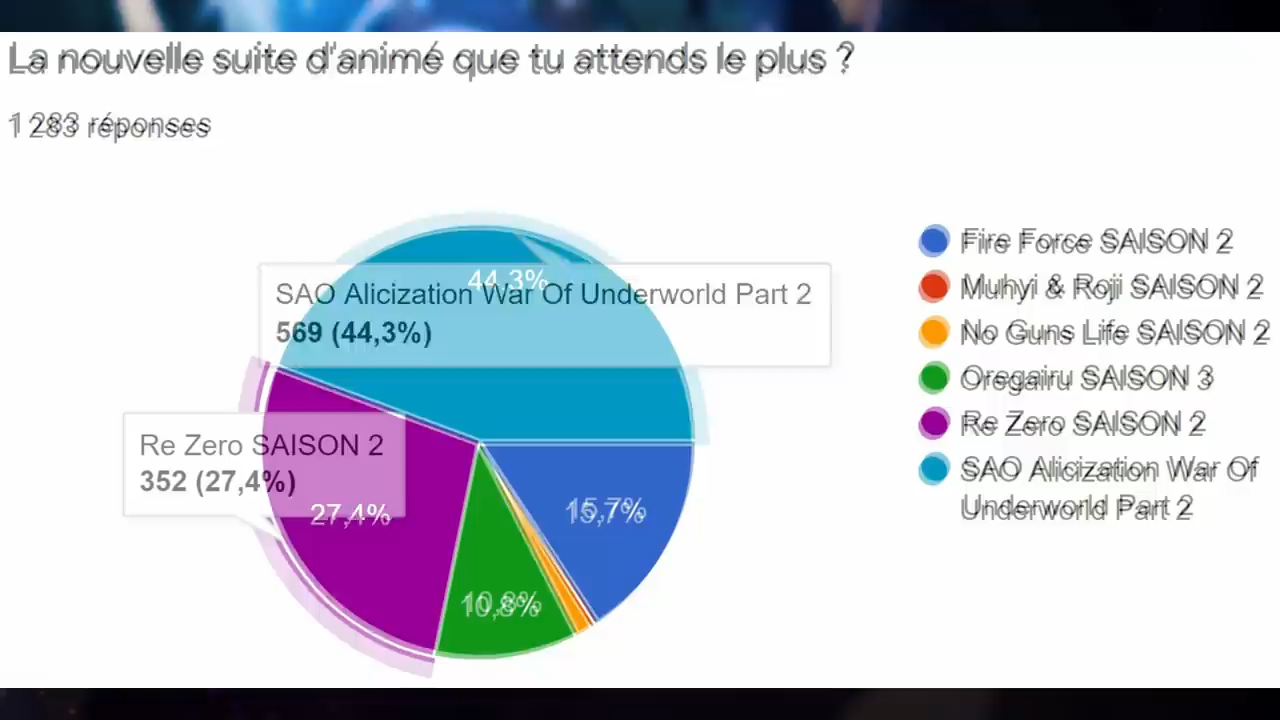 La nouvelle suite d'animé que tu attends le plus ?
1 283 réponses
44,3%
SAO Alicization War Of Underworld Part 2
569 (44,3%)
Re Zero SAISON 2
352 (27,4%)
27,4%
15,7%
10,8%
Fire Force SAISON 2
Muhyi & Roji SAISON 2
No Guns Life SAISON 2
Oregairu SAISON 3
Re Zero SAISON 2
SAO Alicization War Of
Underworld Part 2